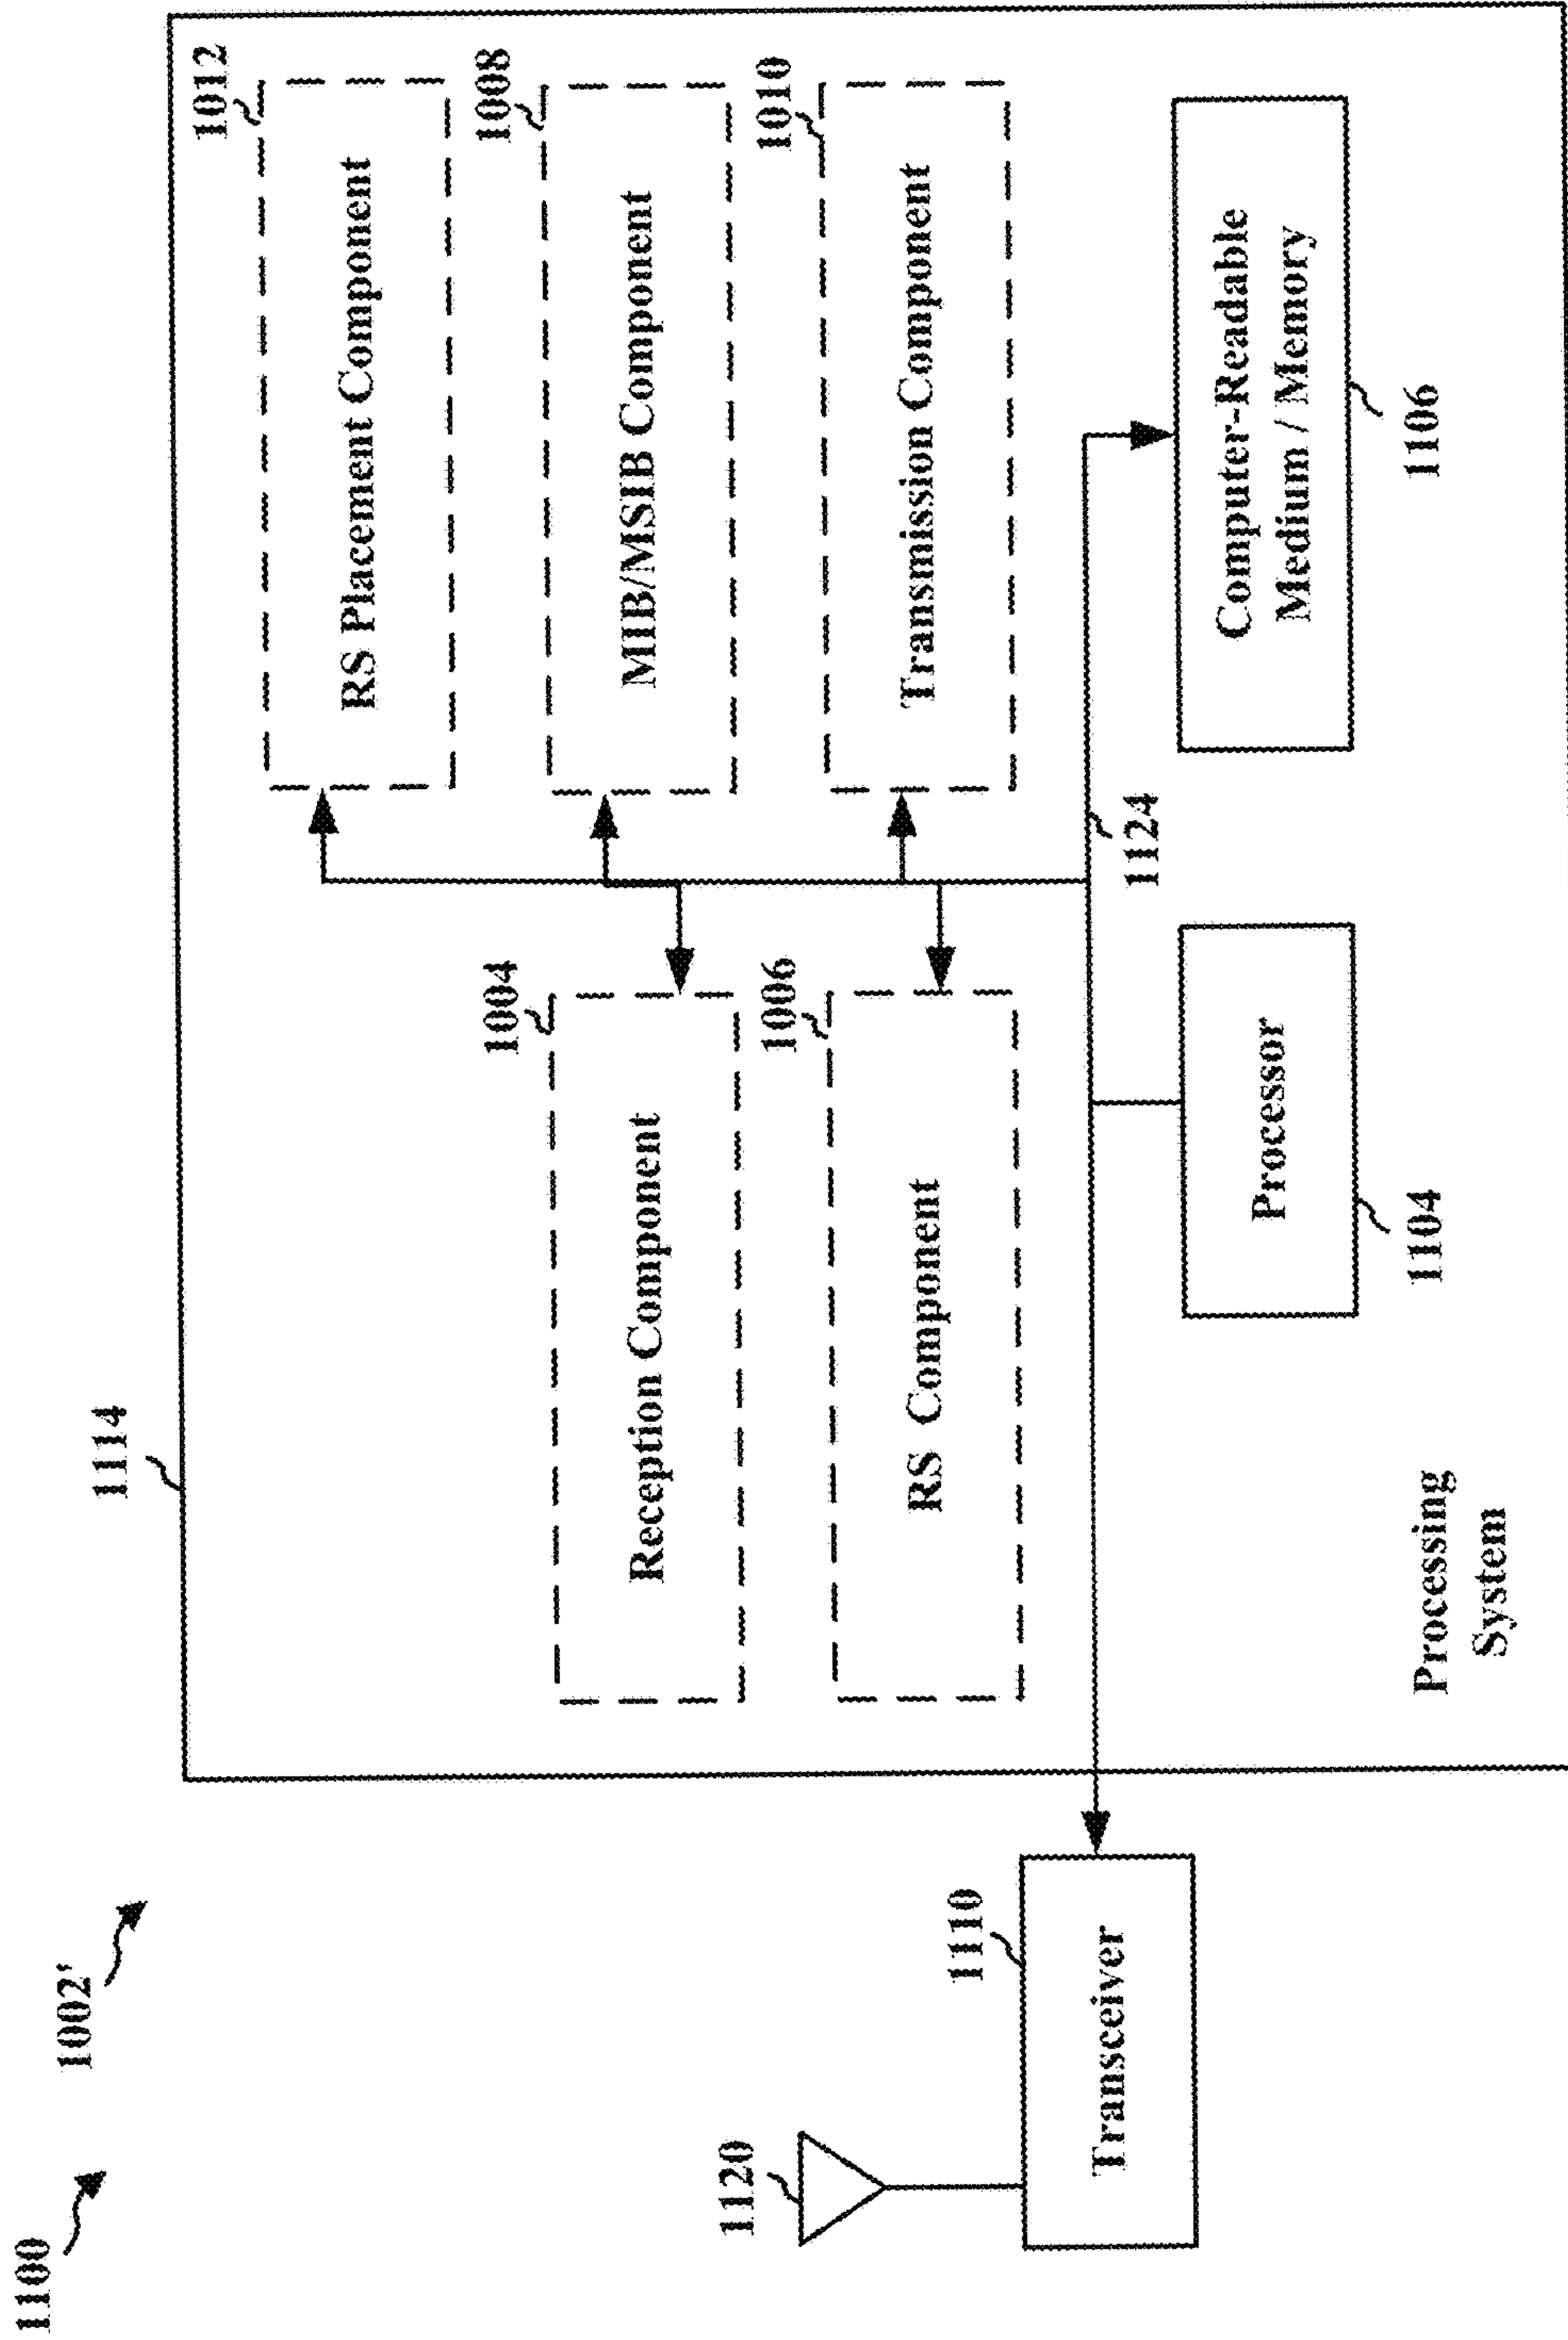 1100
1002'
1114
1012
RS Placement Component
1004
Reception Component
1008
MIB/MSIB Component
1006
RS Component
1010
Transmission Component
1120
1110
Transceiver
1124
Processor
1104
Computer-Readable
Medium / Memory
1106
Processing
System